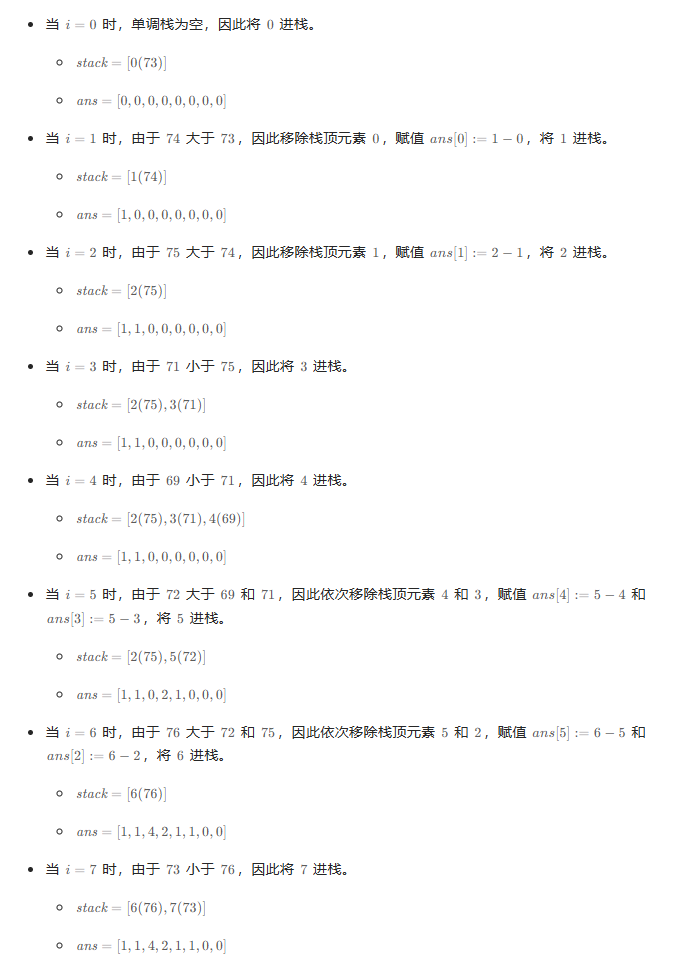 当 i = 0 时，单调栈为空，因此将 0 进栈。
stack = [0(73)]
ans = [0,0,0,0,0,0,0,0]
当 i = 1 时，由于 74 大于 73，因此移除栈顶元素 0，赋值 ans[0] := 1 − 0，将 1 进栈。
stack = [1(74)]
ans = [1,0,0,0,0,0,0,0]
当 i = 2 时，由于 75 大于 74，因此移除栈顶元素 1，赋值 ans[1] := 2 − 1，将 2 进栈。
stack = [2(75)]
ans = [1,1,0,0,0,0,0,0]
当 i = 3 时，由于 71 小于 75，因此将 3 进栈。
stack = [2(75),3(71)]
ans = [1,1,0,0,0,0,0,0]
当 i = 4 时，由于 69 小于 71，因此将 4 进栈。
stack = [2(75),3(71),4(69)]
ans = [1,1,0,0,0,0,0,0]
当 i = 5 时，由于 72 大于 69 和 71，因此依次移除栈顶元素 4 和 3，赋值 ans[4] := 5 − 4 和
ans[3] := 5 − 3，将 5 进栈。
stack = [2(75),5(72)]
ans = [1,1,0,2,1,0,0,0]
当 i = 6 时，由于 76 大于 72 和 75，因此依次移除栈顶元素 5 和 2，赋值 ans[5] := 6 − 5 和
ans[2] := 6 − 2，将 6 进栈。
stack = [6(76)]
ans = [1,1,4,2,1,1,0,0]
当 i = 7 时，由于 73 小于 76，因此将 7 进栈。
stack = [6(76),7(73)]
ans = [1,1,4,2,1,1,0,0]